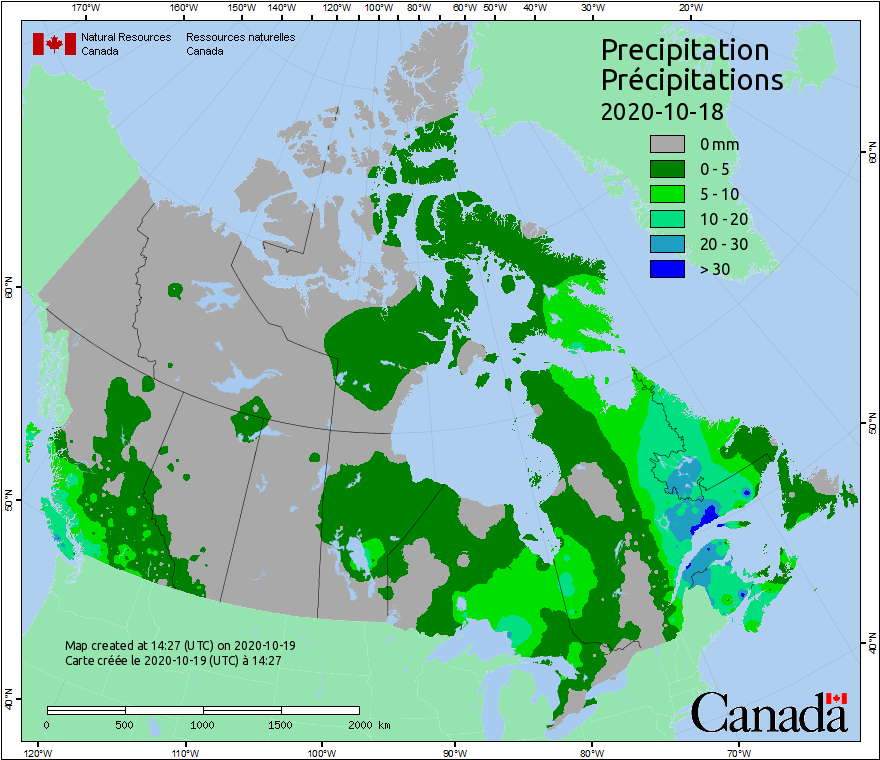 170°W 160°W 150°W 140°W 130°W 120°W 110°W 100°W 90°W 80°W 60°W 50°W 40°W 30°W 20°W
Natural Resources Ressources naturelles
Canada Canada
Precipitation
Précipitations
2020-10-18
0 mm
0 - 5
5 - 10
10 - 20
20 - 30
> 30
60°N 60°N
50°N 50°N
40°N 40°N
Map created at 14:27 (UTC) on 2020-10-19
Carte créée le 2020-10-19 (UTC) à 14:27
0 500 1000 1500 2000 km
Canada
120°W 110°W 100°W 90°W 80°W 70°W